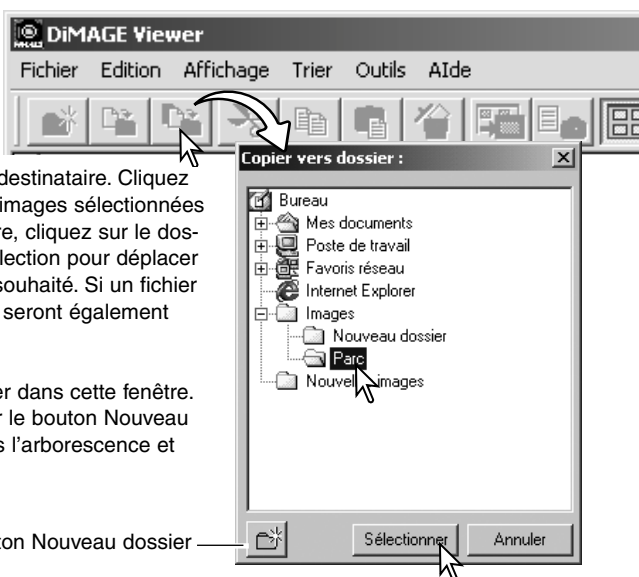 DiMAGE Viewer
Fichier Edition Affichage Trier Outils AIde
Copier vers dossier :
destinataire. Cliquez
images sélectionnées
re, cliquez sur le dos-
lection pour déplacer
souhaité. Si un fichier
seront également
er dans cette fenêtre.
r le bouton Nouveau
s l'arborescence et
ton Nouveau dossier
Bureau
Mes documents
Poste de travail
Favoris réseau
Internet Explorer
Images
Nouveau dossier
Parc
images
Sélectionner Annuler